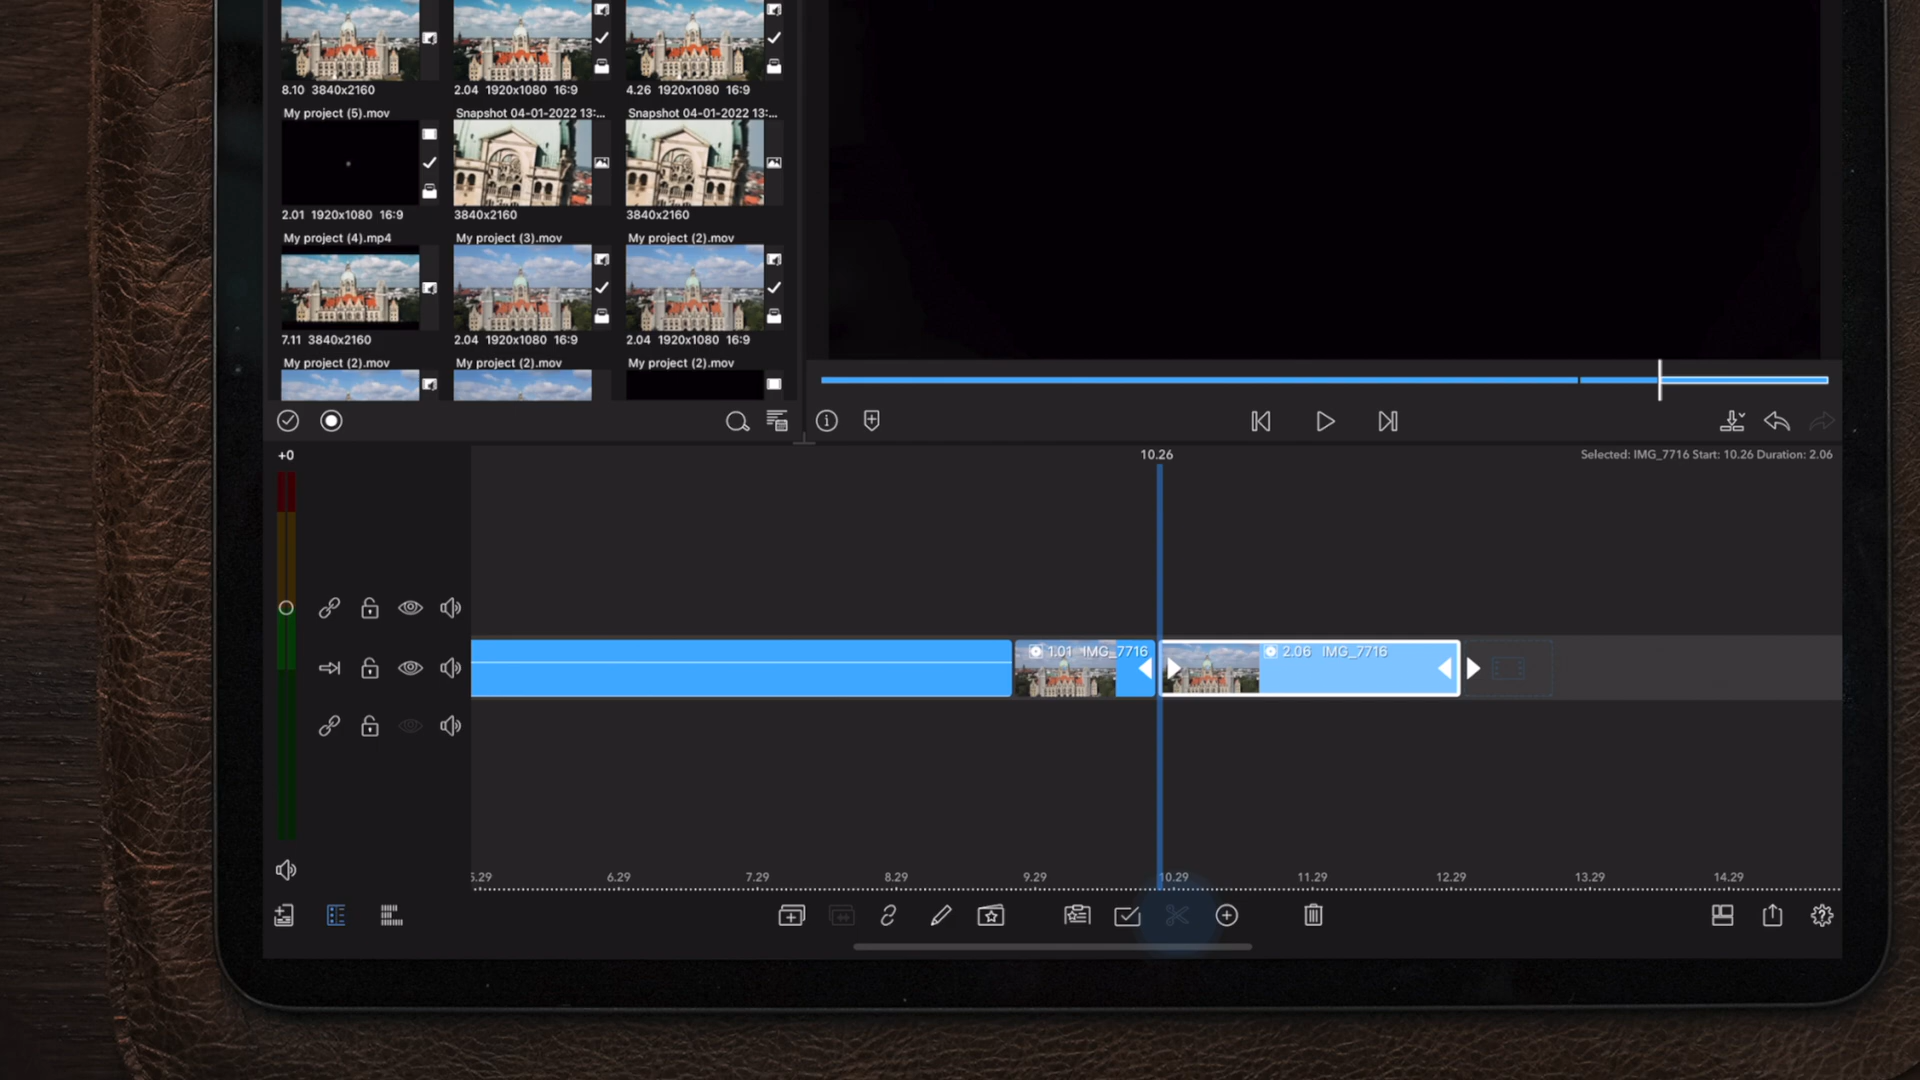 8.10 3840x2160
2.04 1920x1080 16:9
4.26 1920x1080 16:9
My project (5).mov
Snapshot 04-01-2022 13:...
Snapshot 04-01-2022 13:...
2.01 1920x1080 16:9
3840x2160
3840x2160
My project (4).mp4
My project (3).mov
My project (2).mov
7.11 3840x2160
2.04 1920x1080 16:9
2.04 1920x1080 16:9
My project (2).mov
My project (2).mov
My project (2).mov
+0
10.26
Selected: IMG_7716 Start: 10.26 Duration: 2.06
1.01 IMG_7716
2.06 IMG_7716
5.29 6.29 7.29 8.29 9.29 10.29 11.29 12.29 13.29 14.29